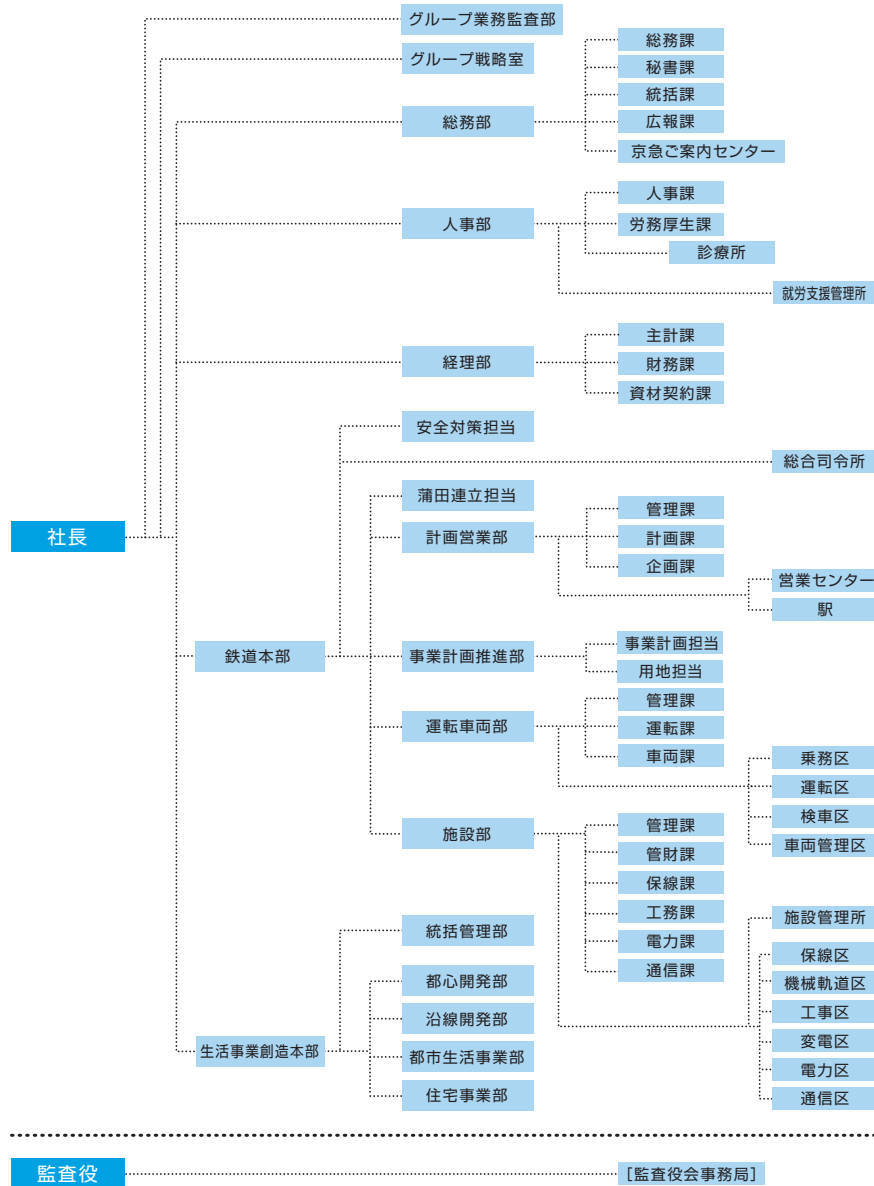 グループ業務監査部
グループ戦略室
総務部
総務課
秘書課
統括課
広報課
京急ご案内センター
人事部
人事課
労務厚生課
診療所
就労支援管理所
経理部
主計課
財務課
資材契約課
安全対策担当
総合司令所
社長
鉄道本部
蒲田連立担当
計画営業部
管理課
計画課
企画課
営業センター
駅
事業計画推進部
事業計画担当
用地担当
運転車両部
管理課
運転課
車両課
乗務区
運転区
検車区
車両管理区
施設部
管理課
管財課
保線課
工務課
電力課
通信課
施設管理所
保線区
機械軌道区
工事区
変電区
電力区
通信区
生活事業創造本部
統括管理部
都心開発部
沿線開発部
都市生活事業部
住宅事業部
監査役
[監査役会事務局]